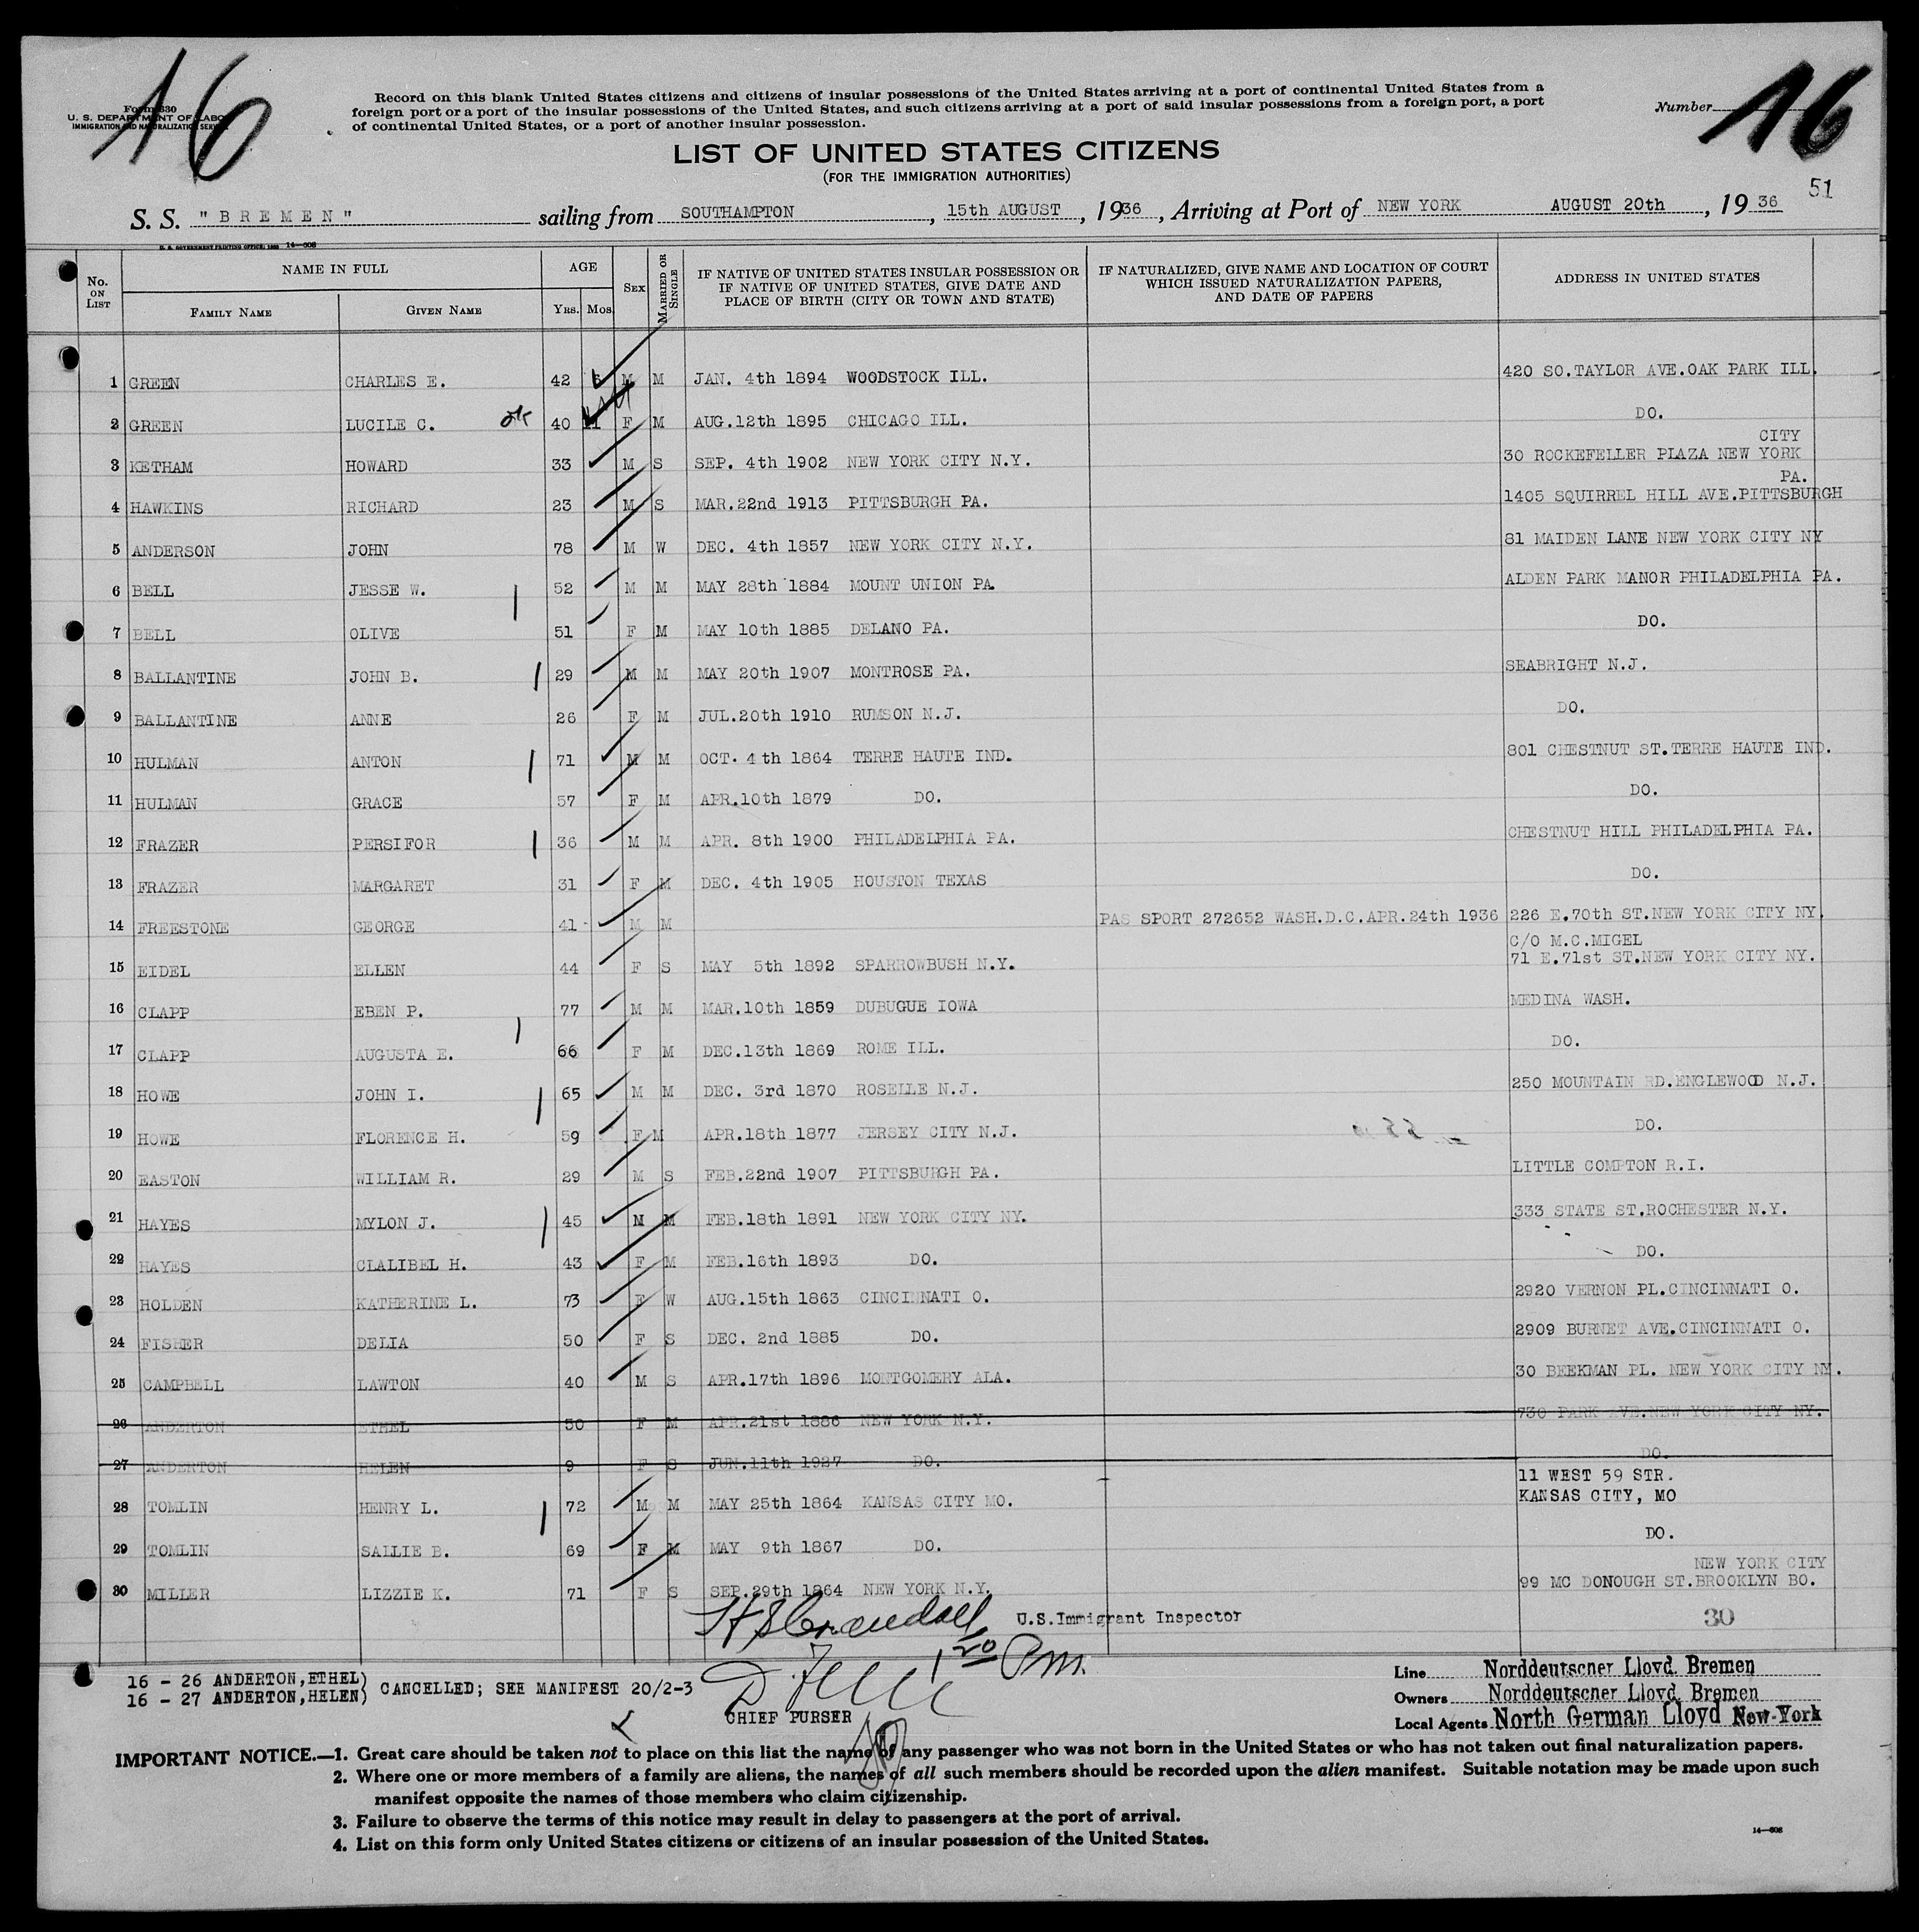 16
16
Form 630
U. S. DEPARTMENT OF LABOR
IMMIGRATION AND NATURALIZATION SERVICE
Record on this blank United States citizens and citizens of insular possessions of the United States arriving at a port of continental United States from a
foreign port or a port of the insular possessions of the United States, and such citizens arriving at a port of said insular possessions from a foreign port, a port
of continental United States, or a port of another insular possession.
Number
LIST OF UNITED STATES CITIZENS
(FOR THE IMMIGRATION AUTHORITIES)
51
S. S. "BREMEN" sailing from SOUTHAMPTON, 15th AUGUST, 1936, Arriving at Port of NEW YORK AUGUST 20th, 1936
U. S. GOVERNMENT PRINTING OFFICE: 14—608
No. ON LIST NAME IN FULL FAMILY NAME GIVEN NAME AGE YRS. MOS. SEX MARRIED OR SINGLE IF NATIVE OF UNITED STATES INSULAR POSSESSION OR IF NATIVE OF UNITED STATES, GIVE DATE AND PLACE OF BIRTH (CITY OR TOWN AND STATE) IF NATURALIZED, GIVE NAME AND LOCATION OF COURT WHICH ISSUED NATURALIZATION PAPERS, AND DATE OF PAPERS ADDRESS IN UNITED STATES
1 GREEN CHARLES E. 42 6 M M JAN. 4th 1894 WOODSTOCK ILL. 420 SO.TAYLOR AVE.OAK PARK ILL.
2 GREEN LUCILE C. ok 40 11 F M AUG.12th 1895 CHICAGO ILL. DO.
3 KETHAM HOWARD 33 M S SEP. 4th 1902 NEW YORK CITY N.Y. 30 ROCKEFELLER PLAZA NEW YORK CITY
4 HAWKINS RICHARD 23 M S MAR.22nd 1913 PITTSBURGH PA. 1405 SQUIRREL HILL AVE.PITTSBURGH PA.
5 ANDERSON JOHN 78 M W DEC. 4th 1857 NEW YORK CITY N.Y. 81 MAIDEN LANE NEW YORK CITY NY
6 BELL JESSE W. 52 M M MAY 28th 1884 MOUNT UNION PA. ALDEN PARK MANOR PHILADELPHIA PA.
7 BELL OLIVE 51 F M MAY 10th 1885 DELANO PA. DO.
8 BALLANTINE JOHN B. 29 M M MAY 20th 1907 MONTROSE PA. SEABRIGHT N.J.
9 BALLANTINE ANNE 26 F M JUL.20th 1910 RUMSON N.J. DO.
10 HULMAN ANTON 71 M M OCT. 4th 1864 TERRE HAUTE IND. 801 CHESTNUT ST.TERRE HAUTE IND.
11 HULMAN GRACE 57 F M APR.10th 1879 DO. DO.
12 FRAZER PERSIFOR 36 M M APR. 8th 1900 PHILADELPHIA PA. CHESTNUT HILL PHILADELPHIA PA.
13 FRAZER MARGARET 31 F M DEC. 4th 1905 HOUSTON TEXAS DO.
14 FREESTONE GEORGE 41 M M PAS SPORT 272652 WASH.D.C.APR.24th 1936 226 E.70th ST.NEW YORK CITY NY.
15 EIDEL ELLEN 44 F S MAY 5th 1892 SPARROWBUSH N.Y. C/O M.C.MIGEL 71 E.71st ST.NEW YORK CITY NY.
16 CLAPP EBEN P. 77 M M MAR.10th 1859 DUBUGUE IOWA MEDINA WASH.
17 CLAPP AUGUSTA E. 66 F M DEC.13th 1869 ROME ILL. DO.
18 HOWE JOHN I. 65 M M DEC. 3rd 1870 ROSELLE N.J. 250 MOUNTAIN RD.ENGLEWOOD N.J.
19 HOWE FLORENCE H. 59 F M APR.18th 1877 JERSEY CITY N.J. DO.
20 EASTON WILLIAM R. 29 M S FEB.22nd 1907 PITTSBURGH PA. LITTLE COMPTON R.I.
21 HAYES MYLON J. 45 M M FEB.18th 1891 NEW YORK CITY NY. 333 STATE ST.ROCHESTER N.Y.
22 HAYES CLALIBEL H. 43 F M FEB.16th 1893 DO. DO.
23 HOLDEN KATHERINE L. 73 F W AUG.15th 1863 CINCINNATI O. 2920 VERNON PL.CINCINNATI O.
24 FISHER DELIA 50 F S DEC. 2nd 1885 DO. 2909 BURNET AVE.CINCINNATI O.
25 CAMPBELL LAWTON 40 M S APR.17th 1896 MONTGOMERY ALA. 30 BEEKMAN PL. NEW YORK CITY NY.
26 ANDERTON ETHEL 50 F M APR.21st 1886 NEW YORK N.Y. 730 PARK AVE.NEW YORK CITY NY.
27 ANDERTON HELEN 9 F S JUN.11th 1927 DO. DO.
28 TOMLIN HENRY L. 72 M M MAY 25th 1864 KANSAS CITY MO. 11 WEST 59 STR. KANSAS CITY, MO
29 TOMLIN SALLIE B. 69 F M MAY 9th 1867 DO. DO.
30 MILLER LIZZIE K. 71 F S SEP.29th 1864 NEW YORK N.Y. 99 MC DONOUGH ST.BROOKLYN BO. NEW YORK CITY
H S Crandall U.S.Immigrant Inspector
30
1 20 Pm.
16 - 26 ANDERTON,ETHEL)
16 - 27 ANDERTON,HELEN) CANCELLED; SEE MANIFEST 20/2-3
CHIEF PURSER
Line Norddeutscher Lloyd Bremen
Owners Norddeutscher Lloyd Bremen
Local Agents North German Lloyd New-York
IMPORTANT NOTICE.—1. Great care should be taken not to place on this list the name of any passenger who was not born in the United States or who has not taken out final naturalization papers.
2. Where one or more members of a family are aliens, the names of all such members should be recorded upon the alien manifest. Suitable notation may be made upon such
manifest opposite the names of those members who claim citizenship.
3. Failure to observe the terms of this notice may result in delay to passengers at the port of arrival.
4. List on this form only United States citizens or citizens of an insular possession of the United States.
14—608